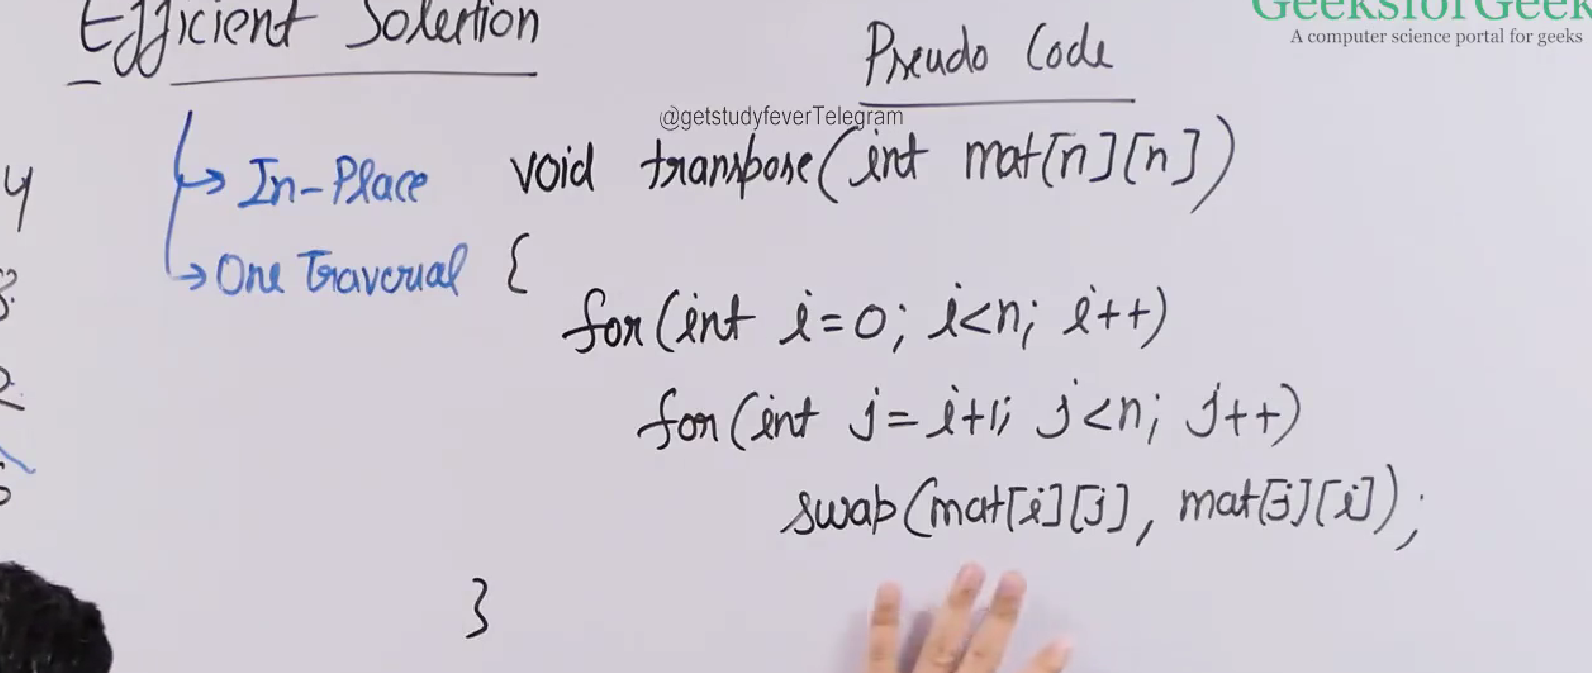 Efficient Solution
GeeksforGeek
A computer science portal for geeks
Pseudo Code
@getstudyfeverTelegram
→ In-Place
→ One Traversal
void transpose(int mat[n][n])
{
for(int i=0; i<n; i++)
for(int j=i+1; j<n; j++)
swap(mat[i][j], mat[j][i]);
}
4
3.
2